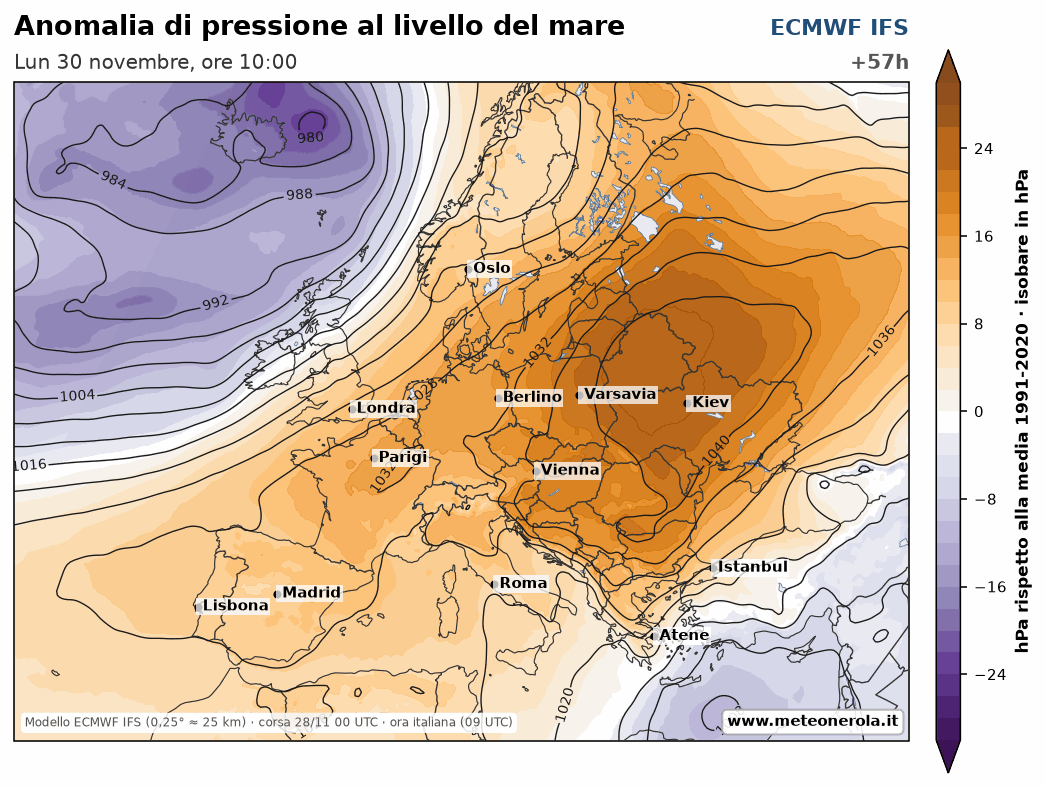 Anomalia di pressione al livello del mare
ECMWF IFS
Lun 30 novembre, ore 10:00
+57h
980
984
988
992
1004
1016
Oslo
1032
1036
Berlino
Varsavia
Kiev
Londra
1040
Parigi
1032
Vienna
Istanbul
Roma
Madrid
Lisbona
Atene
1020
Modello ECMWF IFS (0,25° ≈ 25 km) · corsa 28/11 00 UTC · ora italiana (09 UTC)
www.meteonerola.it
24
16
8
0
−8
−16
−24
hPa rispetto alla media 1991-2020 · isobare in hPa